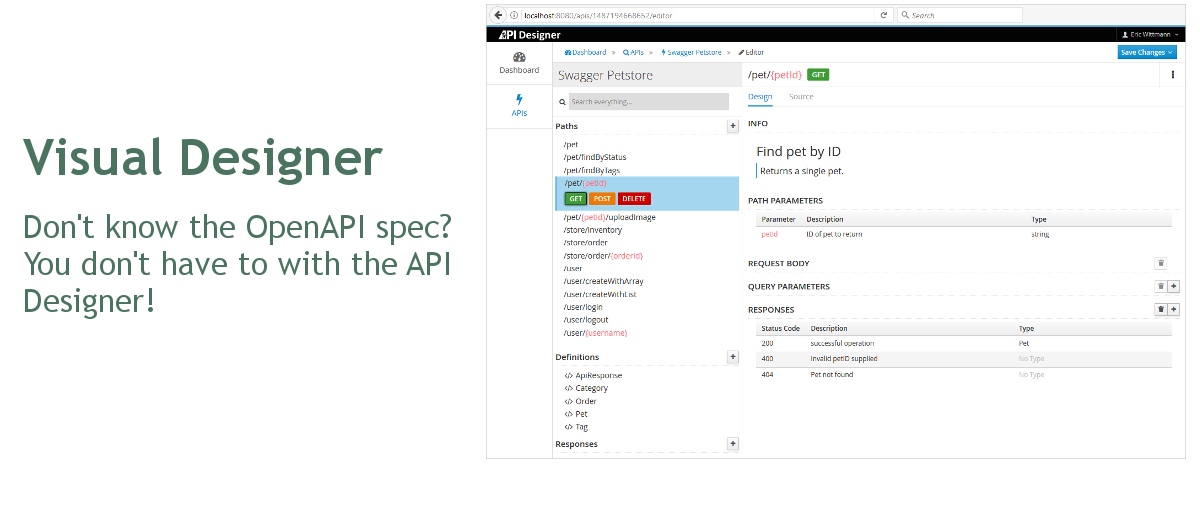 Visual Designer
Don't know the OpenAPI spec?
You don't have to with the API
Designer!
localhost:8080/apis/1487194668652/editor
Search
API Designer
Eric Wittmann
Dashboard
APIs
Dashboard » APIs » Swagger Petstore » Editor
Save Changes
Swagger Petstore
Search everything...
Paths
/pet
/pet/findByStatus
/pet/findByTags
/pet/{petId}
GET POST DELETE
/pet/{petId}/uploadImage
/store/inventory
/store/order
/store/order/{orderId}
/user
/user/createWithArray
/user/createWithList
/user/login
/user/logout
/user/{username}
Definitions
</> ApiResponse
</> Category
</> Order
</> Pet
</> Tag
Responses
/pet/{petId} GET
Design Source
INFO
Find pet by ID
Returns a single pet.
PATH PARAMETERS
Parameter Description Type
petId ID of pet to return string
REQUEST BODY
QUERY PARAMETERS
RESPONSES
Status Code Description Type
200 successful operation Pet
400 Invalid petID supplied No Type
404 Pet not found No Type